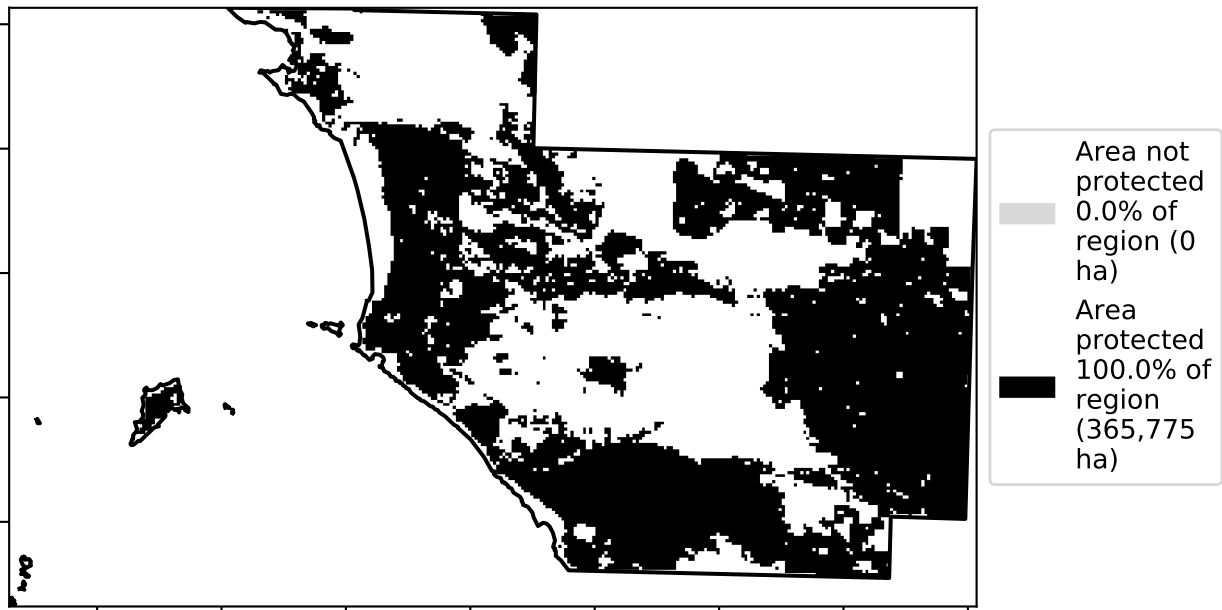 Area not
protected
0.0% of
region (0
ha)
Area
protected
100.0% of
region
(365,775
ha)